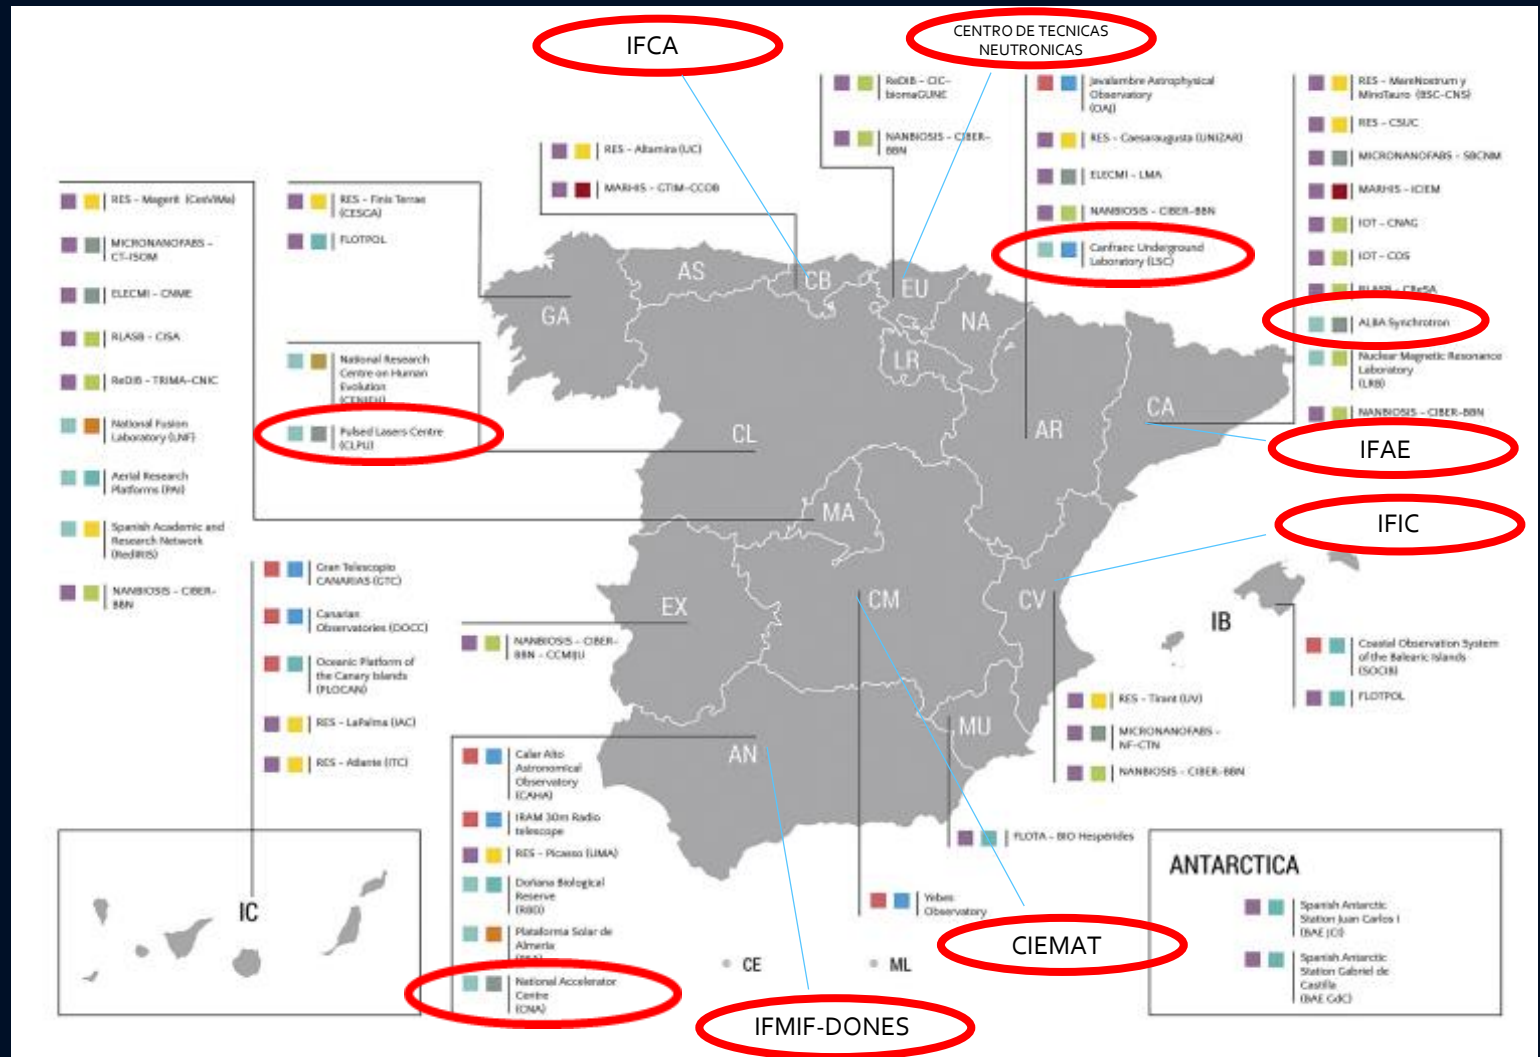 IFCA
CENTRO DE TECNICAS
NEUTRONICAS
RES - Magerit (CesViMa)
MICRONANOFABS -
CT-ISOM
ELECMI - CNME
RLASB - CISA
ReDIB - TRIMA-CNIC
National Fusion
Laboratory (LNF)
Aerial Research
Platforms (PAI)
Spanish Academic and
Research Network
(RedIRIS)
NANBIOSIS - CIBER-
BBN
RES - Finis Terrae
(CESGA)
FLOTPOL
National Research
Centre on Human
Evolution
(CENIEH)
Pulsed Lasers Centre
(CLPU)
RES - Altamira (UC)
MARHIS - GTIM-CCOB
ReDIB - CIC-
biomaGUNE
NANBIOSIS - CIBER-
BBN
Javalambre Astrophysical
Observatory
(OAJ)
RES - Caesaraugusta (UNIZAR)
ELECMI - LMA
NANBIOSIS - CIBER-BBN
Canfranc Underground
Laboratory (LSC)
RES - MareNostrum y
MinoTauro (BSC-CNS)
RES - CSUC
MICRONANOFABS - SBCNM
MARHIS - ICIEM
IOT - CNAG
IOT - COS
RLASB - CReSA
ALBA Synchrotron
Nuclear Magnetic Resonance
Laboratory
(LRB)
NANBIOSIS - CIBER-BBN
IFAE
IFIC
GA
AS
CB
EU
NA
LR
AR
CA
CL
MA
EX
CM
CV
IB
AN
MU
Gran Telescopio
CANARIAS (GTC)
Canarian
Observatories (OOCC)
Oceanic Platform of
the Canary Islands
(PLOCAN)
RES - LaPalma (IAC)
RES - Atlante (ITC)
IC
NANBIOSIS - CIBER-
BBN - CCMIJU
Calar Alto
Astronomical
Observatory
(CAHA)
IRAM 30m Radio
telescope
RES - Picasso (UMA)
Doñana Biological
Reserve
(RBD)
Plataforma Solar de
Almería
(PSA)
National Accelerator
Centre
(CNA)
Coastal Observation System
of the Balearic Islands
(SOCIB)
FLOTPOL
RES - Tirant (UV)
MICRONANOFABS -
NF-CTN
NANBIOSIS - CIBER-BBN
FLOTA - BIO Hespérides
Yebes
Observatory
CIEMAT
CE
ML
IFMIF-DONES
ANTARCTICA
Spanish Antarctic
Station Juan Carlos I
(BAE JCI)
Spanish Antarctic
Station Gabriel de
Castilla
(BAE GdC)